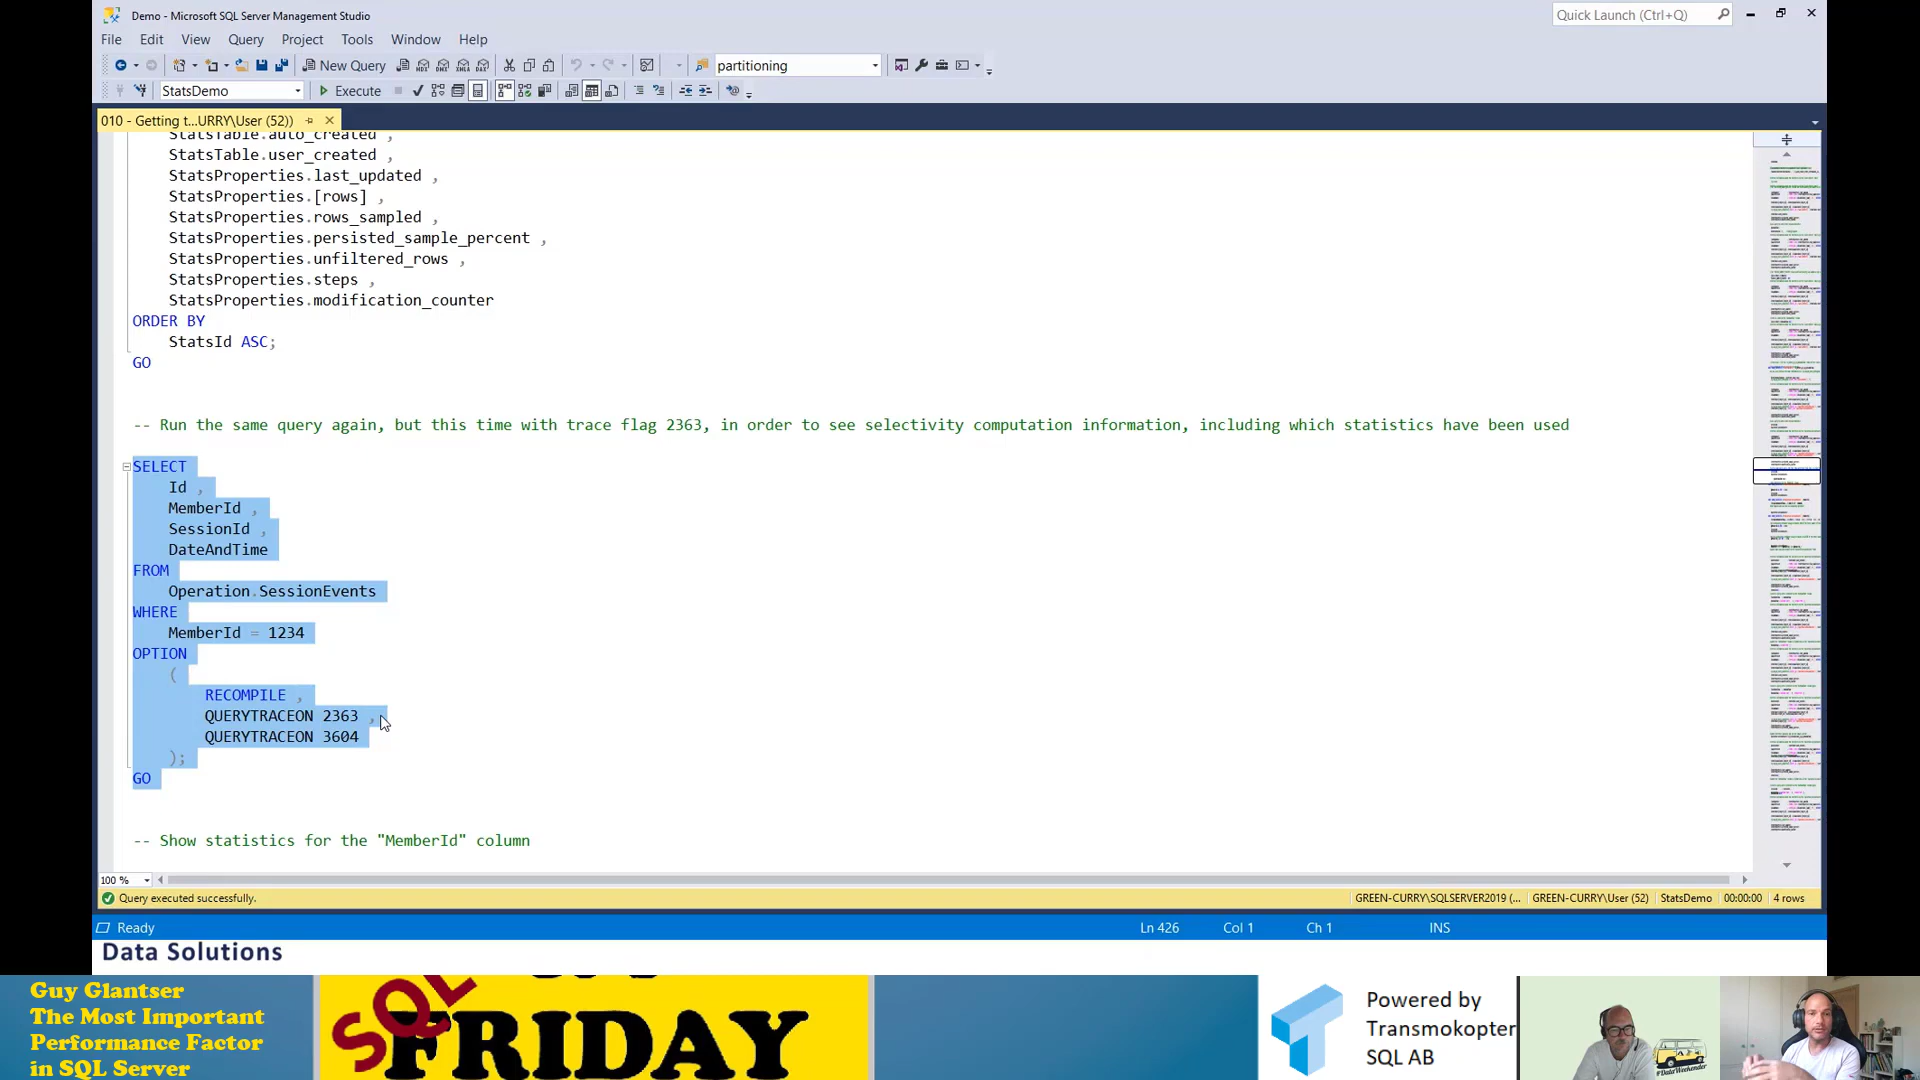 Demo - Microsoft SQL Server Management Studio
Quick Launch (Ctrl+Q)
File Edit View Query Project Tools Window Help
New Query
partitioning
StatsDemo
Execute
010 - Getting t...URRY\User (52))
StatsTable.auto_created ,
StatsTable.user_created ,
StatsProperties.last_updated ,
StatsProperties.[rows] ,
StatsProperties.rows_sampled ,
StatsProperties.persisted_sample_percent ,
StatsProperties.unfiltered_rows ,
StatsProperties.steps ,
StatsProperties.modification_counter
ORDER BY
StatsId ASC;
GO
-- Run the same query again, but this time with trace flag 2363, in order to see selectivity computation information, including which statistics have been used
SELECT
Id ,
MemberId ,
SessionId ,
DateAndTime
FROM
Operation.SessionEvents
WHERE
MemberId = 1234
OPTION
(
RECOMPILE ,
QUERYTRACEON 2363 ,
QUERYTRACEON 3604
);
GO
-- Show statistics for the "MemberId" column
100 %
Query executed successfully.
GREEN-CURRY\SQLSERVER2019 (... GREEN-CURRY\User (52) StatsDemo 00:00:00 4 rows
Ready
Ln 426 Col 1 Ch 1 INS
Data Solutions
Guy Glantser
The Most Important
Performance Factor
in SQL Server
SQL
FRIDAY
Powered by
Transmokopter
SQL AB
#DataWeekender